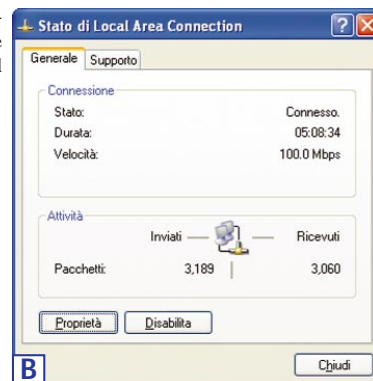 Stato di Local Area Connection
Generale Supporto
Connessione
Stato: Connesso.
Durata: 05:08:34
Velocità: 100.0 Mbps
Attività
Inviati Ricevuti
Pacchetti: 3,189 3,060
Proprietà Disabilita
B
Chiudi